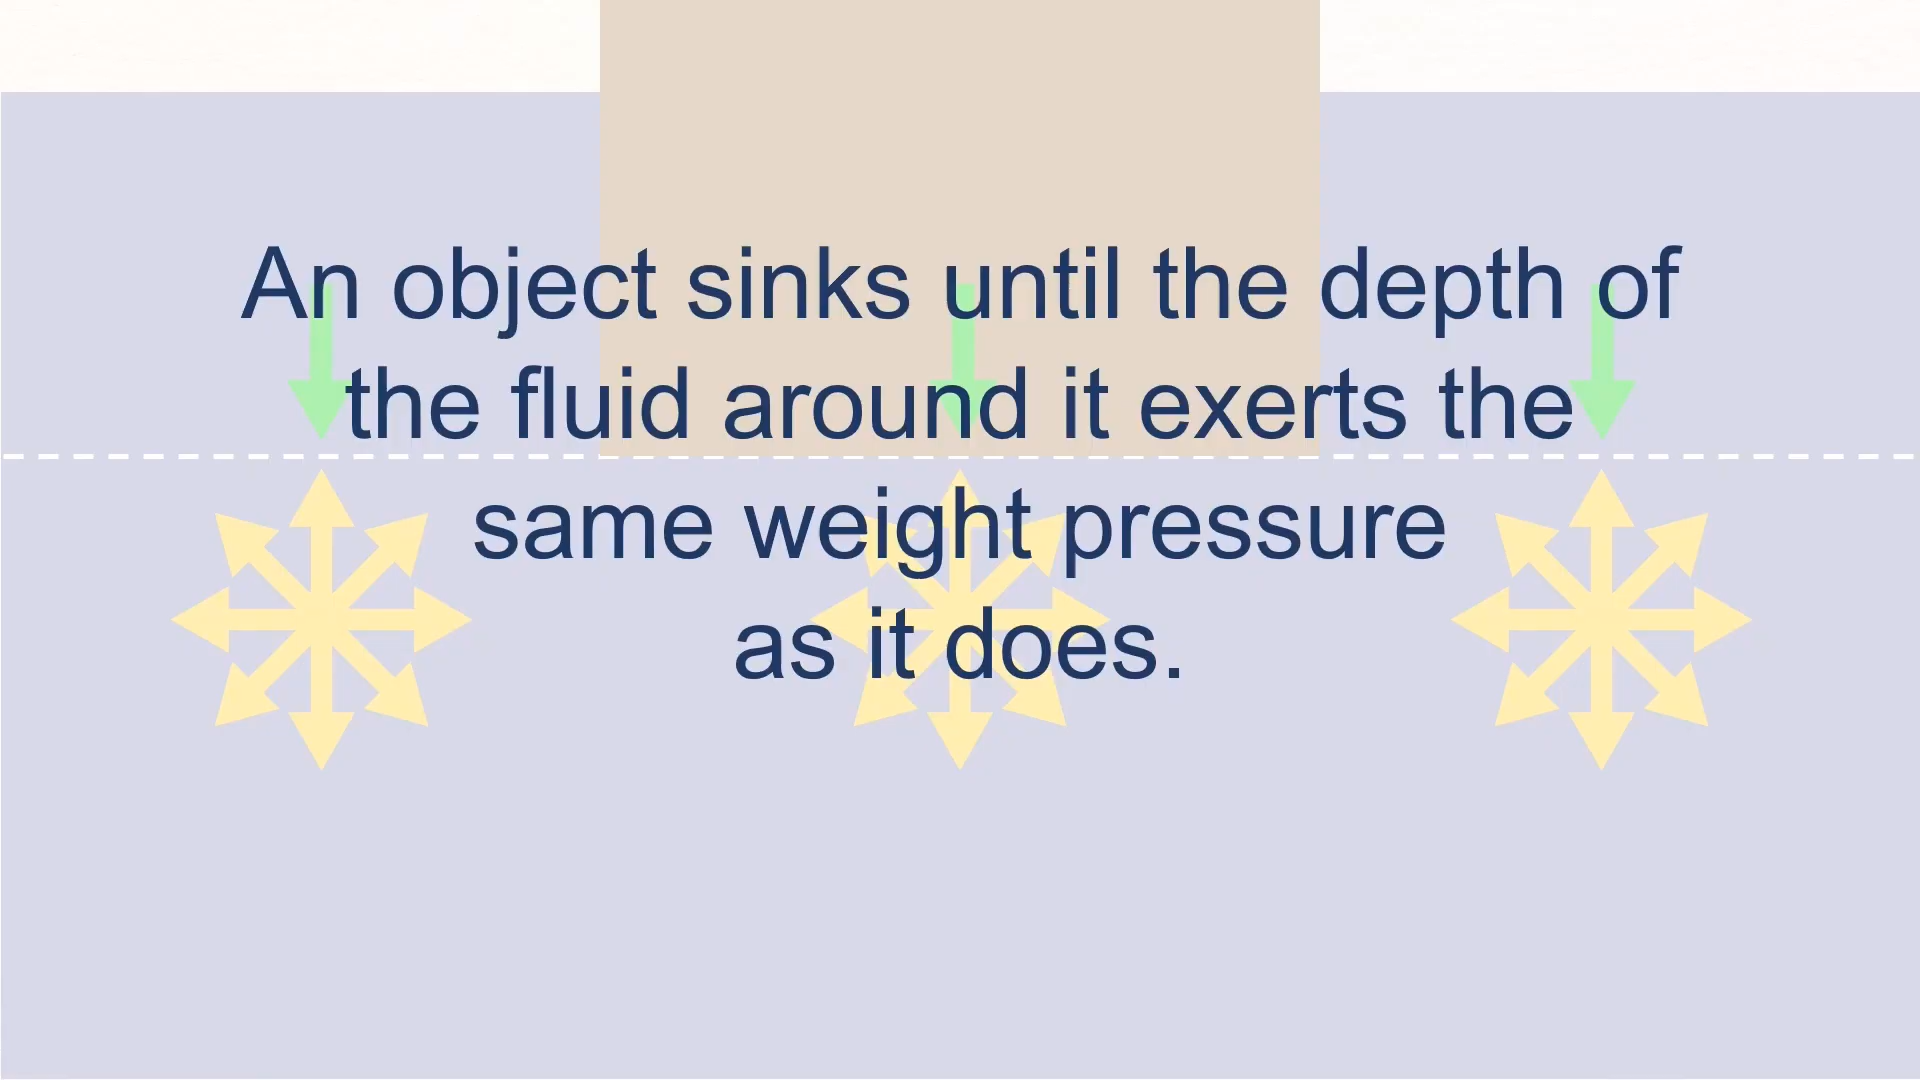 An object sinks until the depth of
the fluid around it exerts the
same weight pressure
as it does.